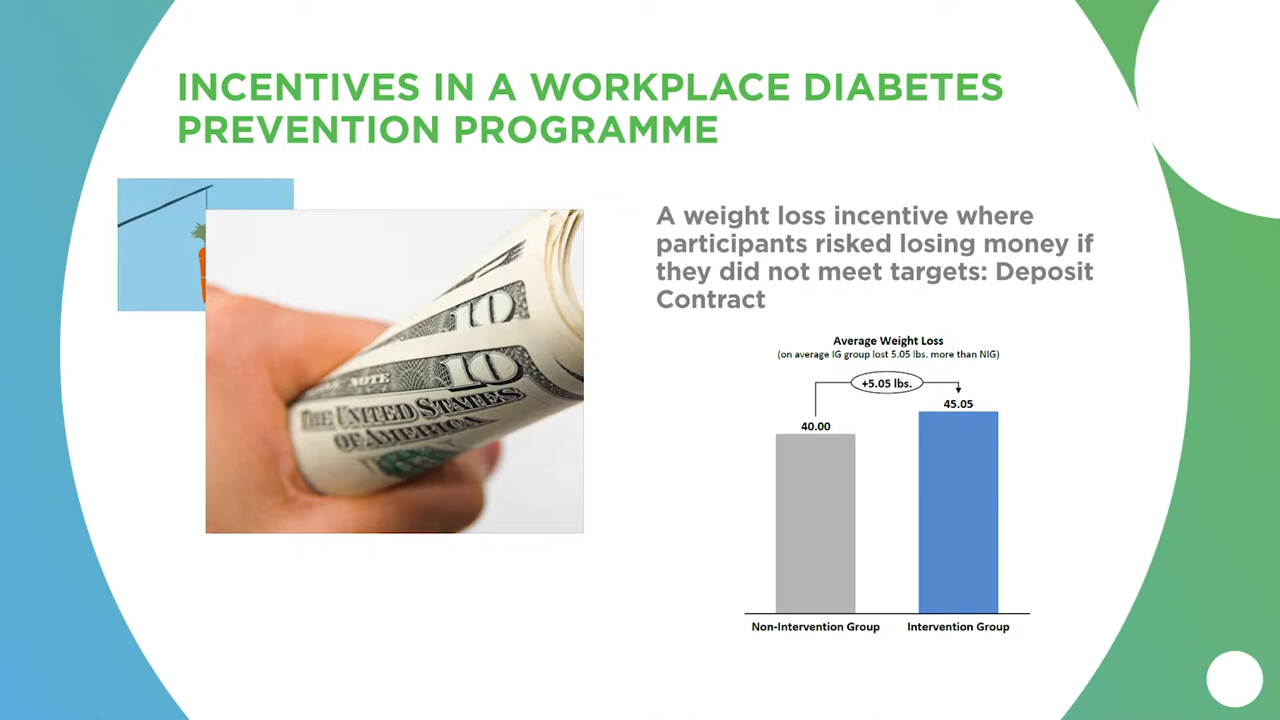 INCENTIVES IN A WORKPLACE DIABETES
PREVENTION PROGRAMME
A weight loss incentive where
participants risked losing money if
they did not meet targets: Deposit
Contract
10
NOTE
10
THE UNITED STATES
OF AMERICA
Average Weight Loss
(on average IG group lost 5.05 lbs. more than NIG)
+5.05 lbs.
40.00
45.05
Non-Intervention Group
Intervention Group